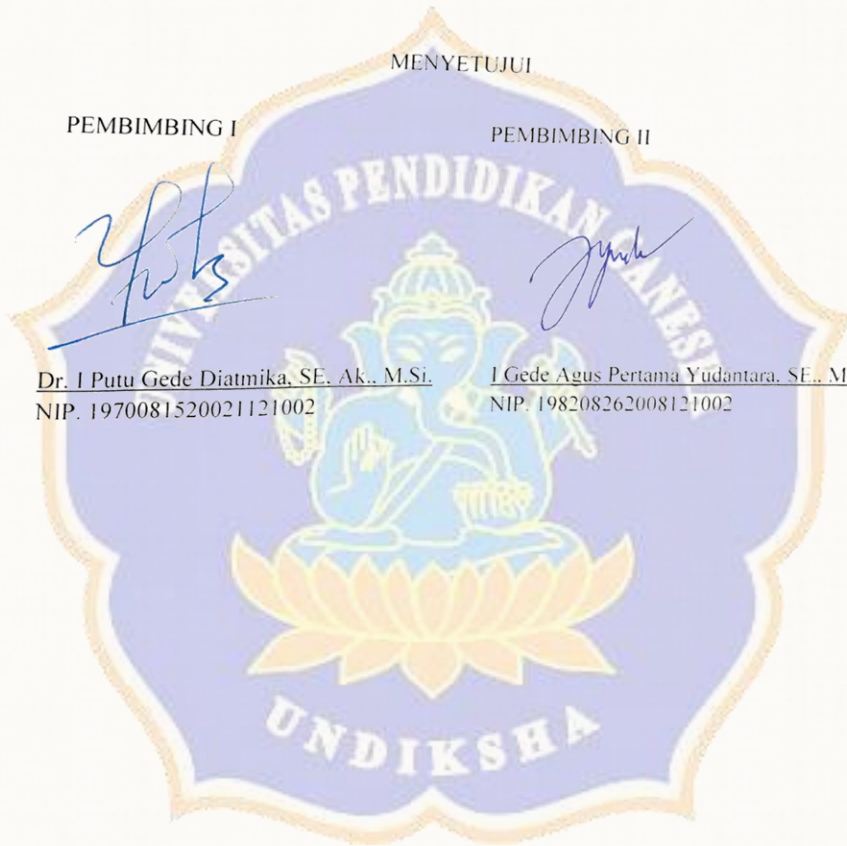 MENYETUJUI
PEMBIMBING I
PEMBIMBING II
UNIVERSITAS PENDIDIKAN GANESHA
Dr. I Putu Gede Diatmika, SE, Ak., M.Si.
NIP. 1970081520021121002
I Gede Agus Pertama Yudantara, SE., M
NIP. 198208262008121002
UNDIKSHA